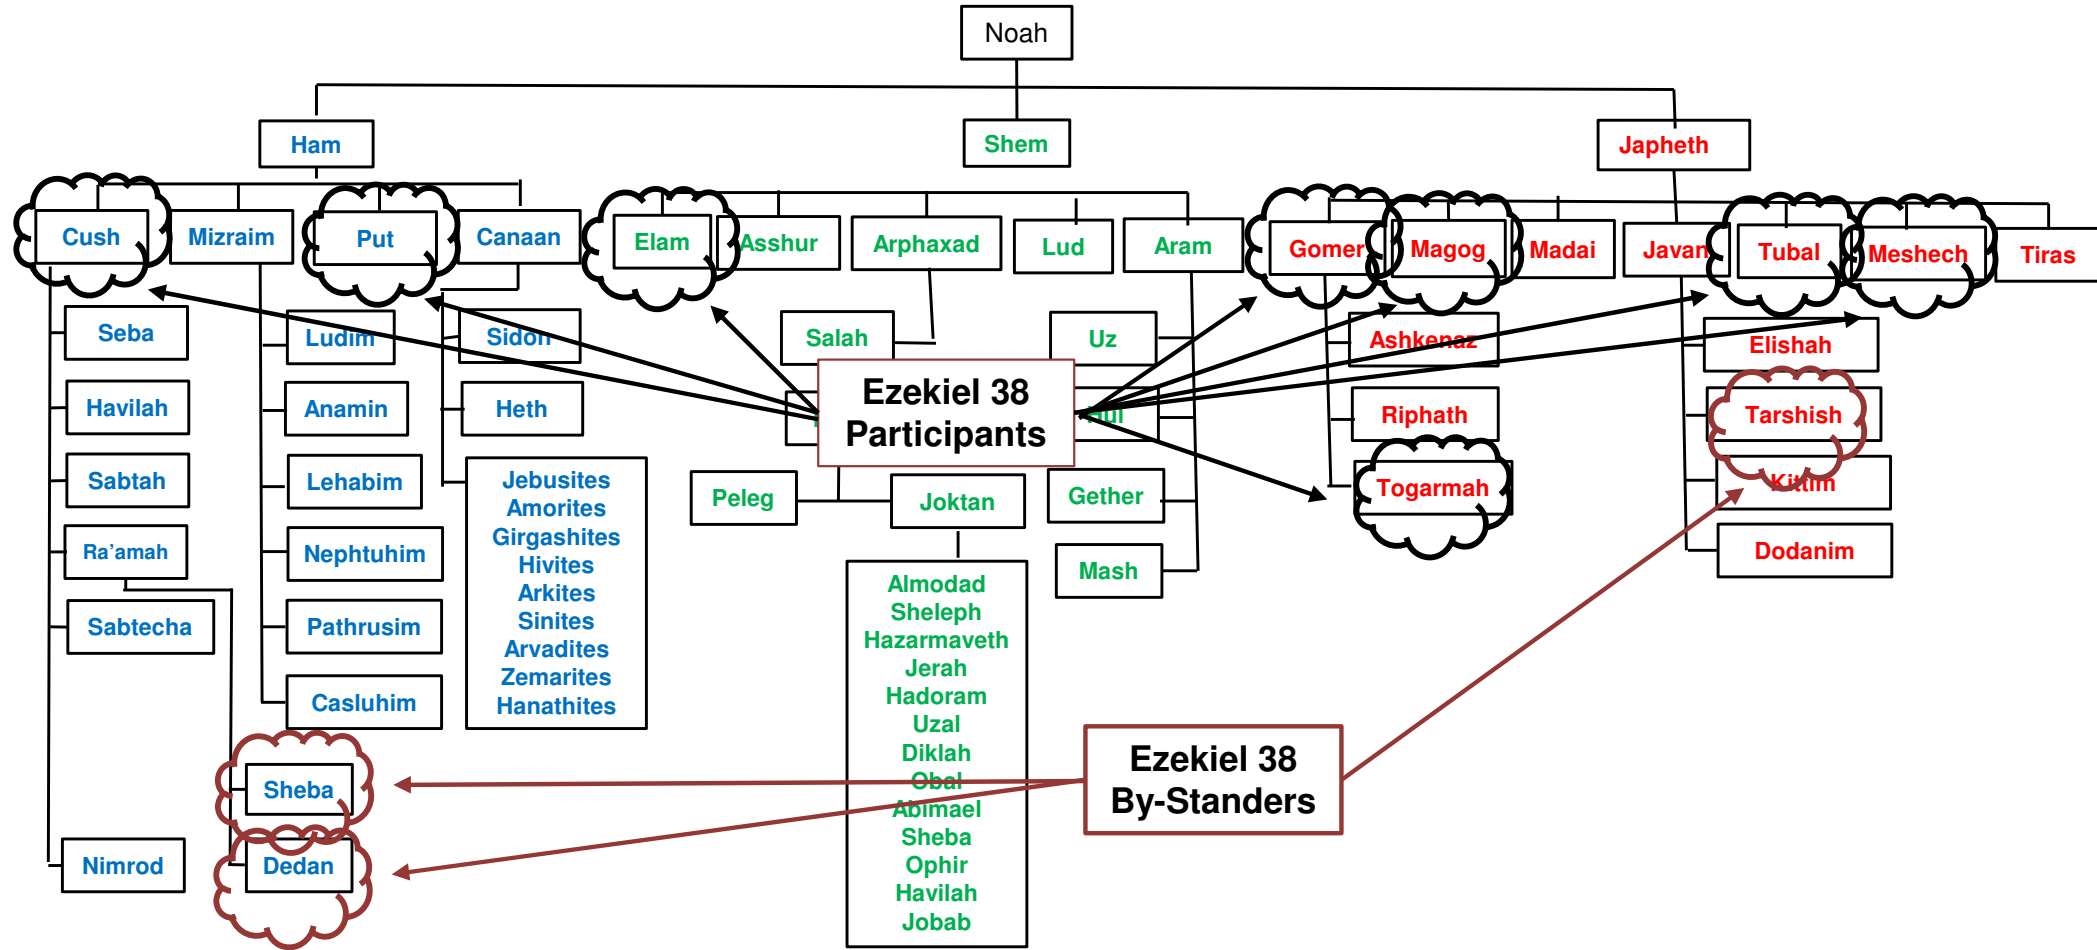 Noah
Ham
Shem
Japheth
Cush
Mizraim
Put
Canaan
Elam
Asshur
Arphaxad
Lud
Aram
Gomer
Magog
Madai
Javan
Tubal
Meshech
Tiras
Seba
Havilah
Sabtah
Ra'amah
Sabtecha
Nimrod
Sheba
Dedan
Ludim
Anamin
Lehabim
Nephtuhim
Pathrusim
Casluhim
Sidon
Heth
Jebusites
Amorites
Girgashites
Hivites
Arkites
Sinites
Arvadites
Zemarites
Hanathites
Salah
Ezekiel 38
Participants
Peleg
Joktan
Almodad
Sheleph
Hazarmaveth
Jerah
Hadoram
Uzal
Diklah
Obal
Abimael
Sheba
Ophir
Havilah
Jobab
Uz
Hul
Gether
Mash
Ashkenaz
Riphath
Togarmah
Elishah
Tarshish
Kittim
Dodanim
Ezekiel 38
By-Standers